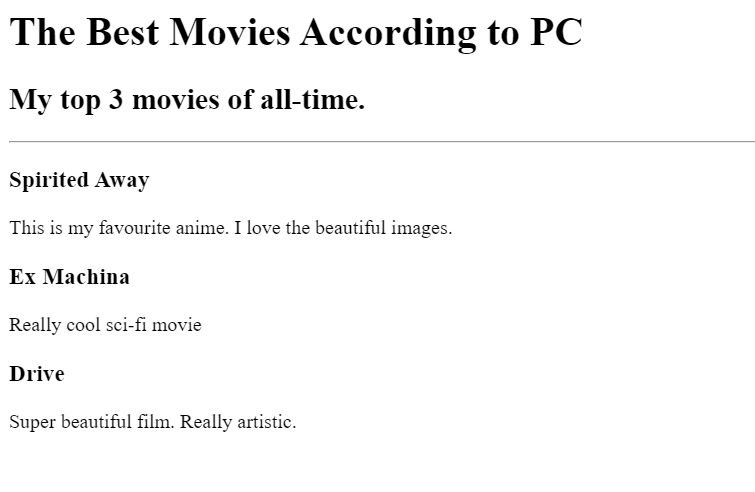 The Best Movies According to PC
My top 3 movies of all-time.
Spirited Away
This is my favourite anime. I love the beautiful images.
Ex Machina
Really cool sci-fi movie
Drive
Super beautiful film. Really artistic.